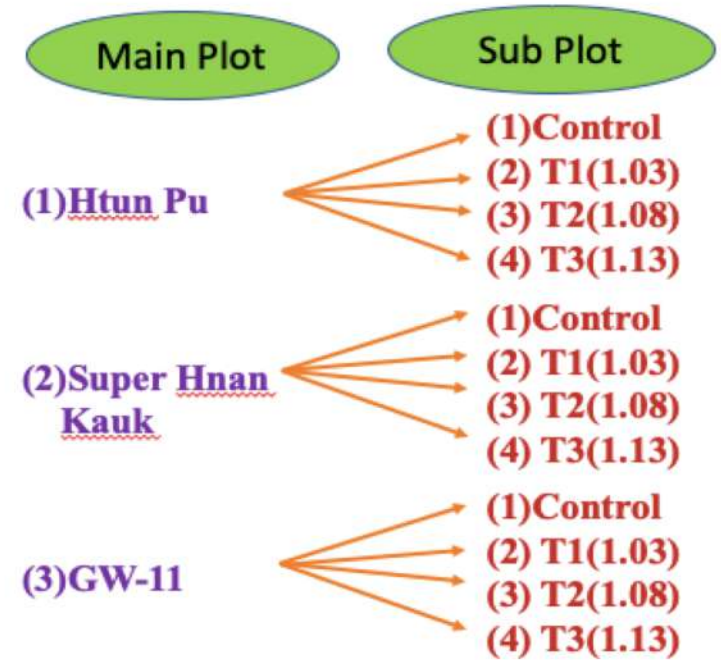 Main Plot
Sub Plot
(1)Htun Pu
(1)Control
(2) T1(1.03)
(3) T2(1.08)
(4) T3(1.13)
(2)Super Hnan
Kauk
(1)Control
(2) T1(1.03)
(3) T2(1.08)
(4) T3(1.13)
(3)GW-11
(1)Control
(2) T1(1.03)
(3) T2(1.08)
(4) T3(1.13)